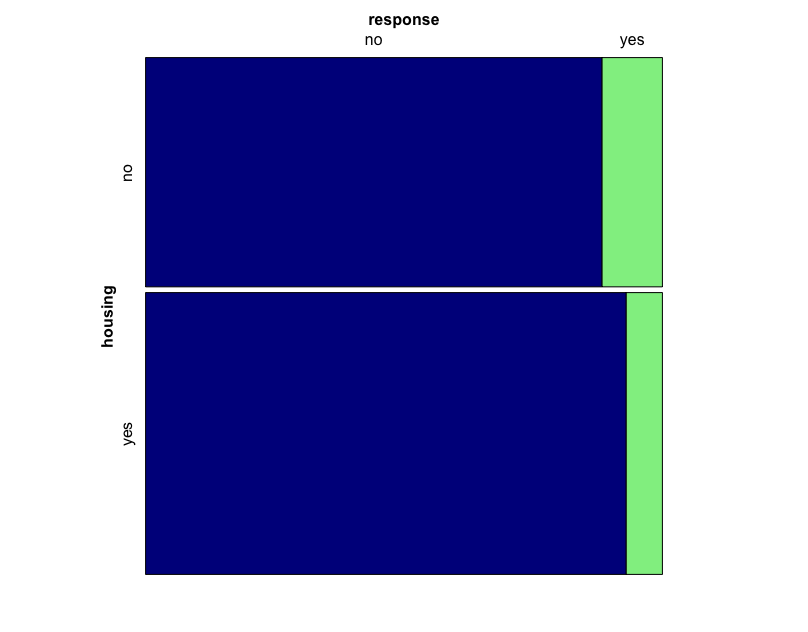 response
no yes
no
housing
yes